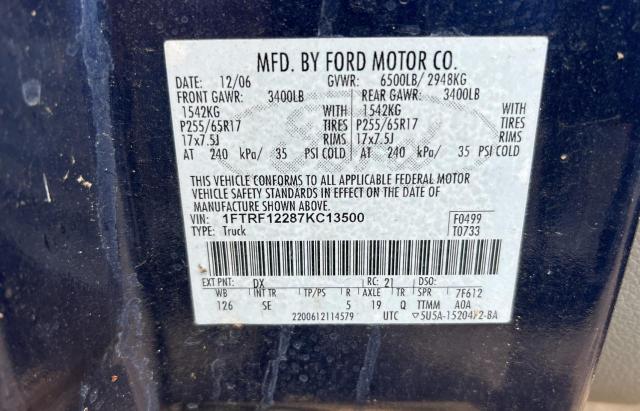 MFD. BY FORD MOTOR CO.
DATE: 12/06 GVWR: 6500LB/ 2948KG
FRONT GAWR: 3400LB REAR GAWR: 3400LB
1542KG WITH 1542KG WITH
P255/65R17 TIRES P255/65R17 TIRES
17x7.5J RIMS 17x7.5J RIMS
AT 240 kPa/ 35 PSI COLD AT 240 kPa/ 35 PSI COLD
THIS VEHICLE CONFORMS TO ALL APPLICABLE FEDERAL MOTOR
VEHICLE SAFETY STANDARDS IN EFFECT ON THE DATE OF
MANUFACTURE SHOWN ABOVE.
VIN: 1FTRF12287KC13500 F0499
TYPE: Truck T0733
EXT PNT: DX RC: 21 DSO:
WB INT TR TP/PS R AXLE TR SPR 7F612
126 SE 5 19 Q TTMM A0A
2200612114579 UTC